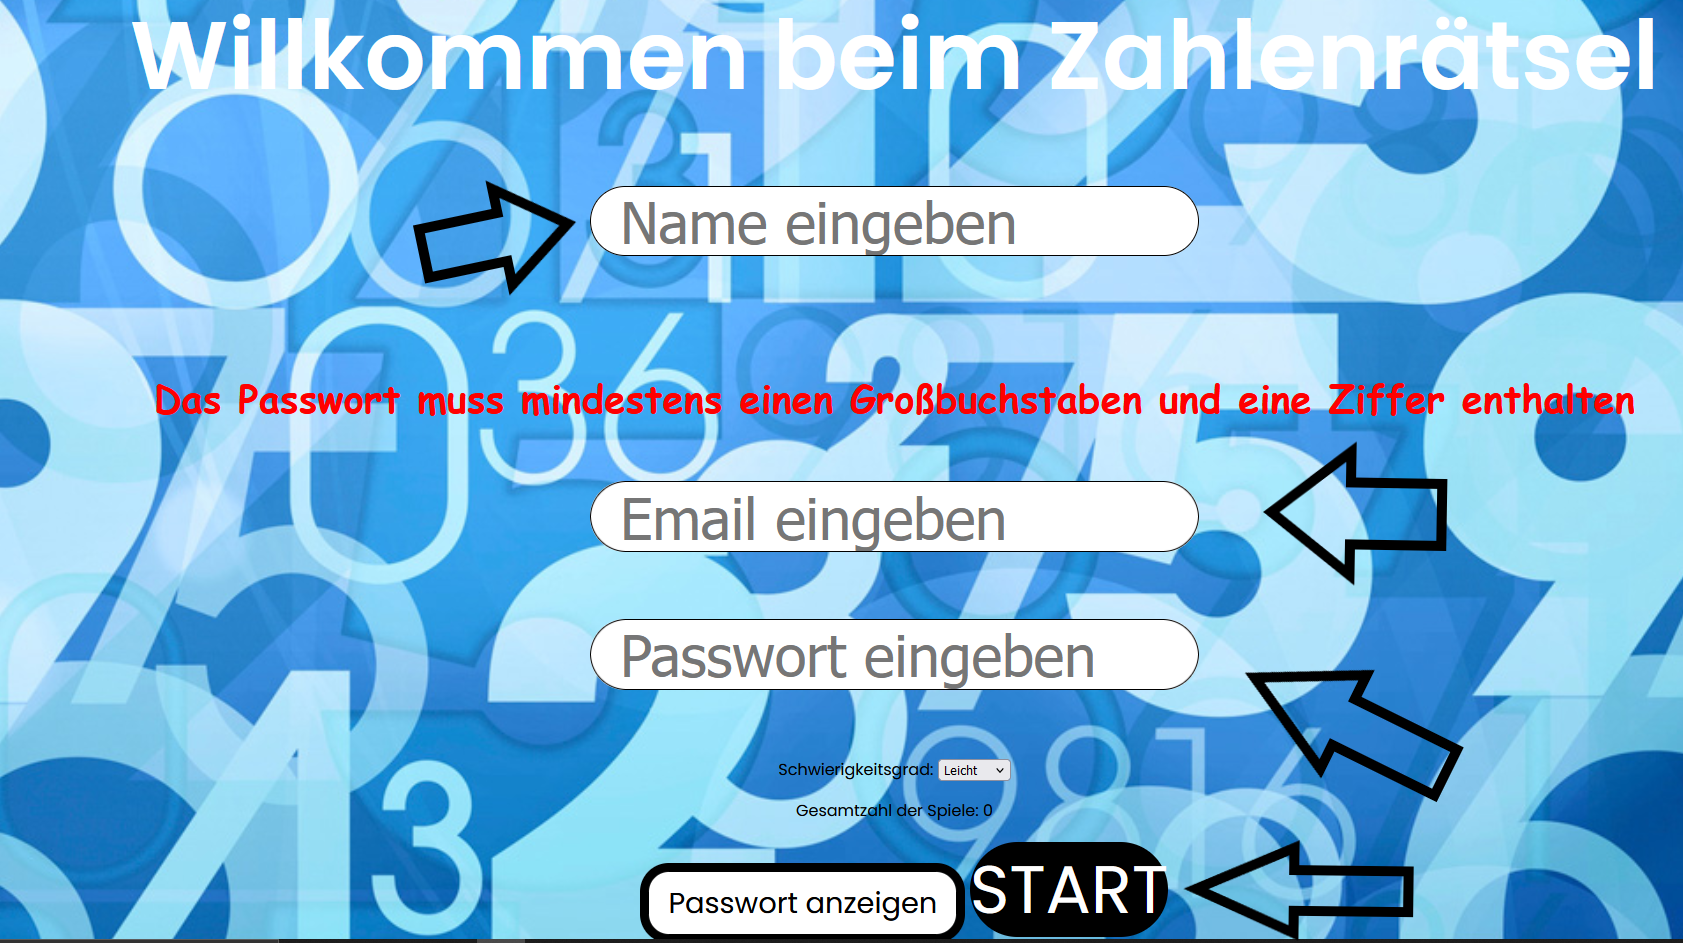 Willkommen beim Zahlenrätsel
Name eingeben
Das Passwort muss mindestens einen Großbuchstaben und eine Ziffer enthalten
Email eingeben
Passwort eingeben
Schwierigkeitsgrad: Leicht
Gesamtzahl der Spiele: 0
Passwort anzeigen START